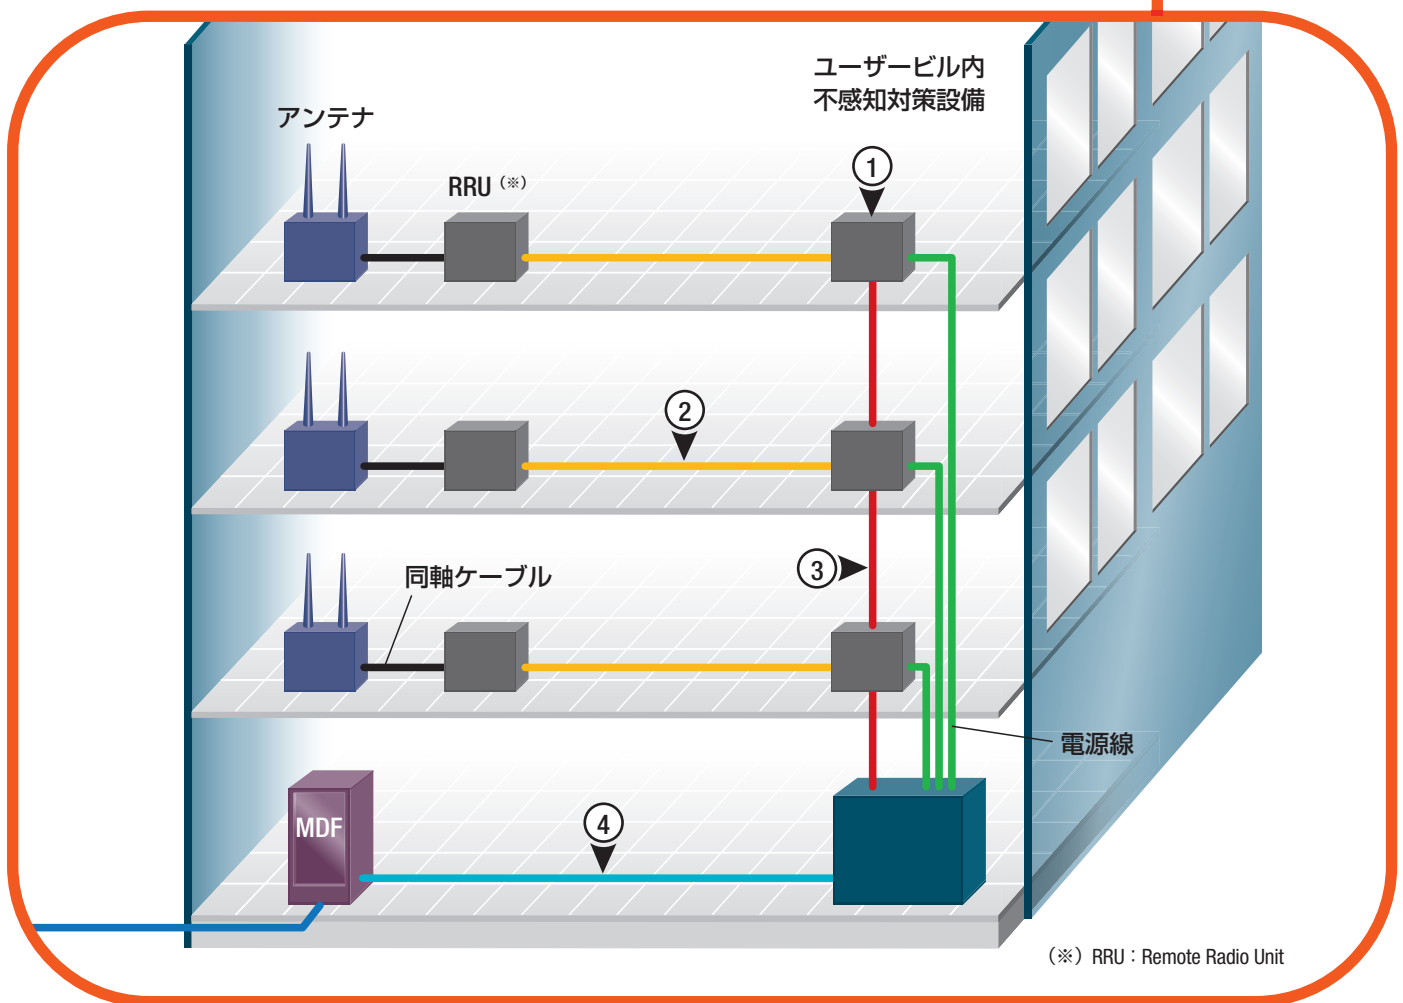 ユーザービル内
不感知対策設備
アンテナ
1
RRU（※）
2
3
同軸ケーブル
電源線
MDF
4
（※）RRU：Remote Radio Unit